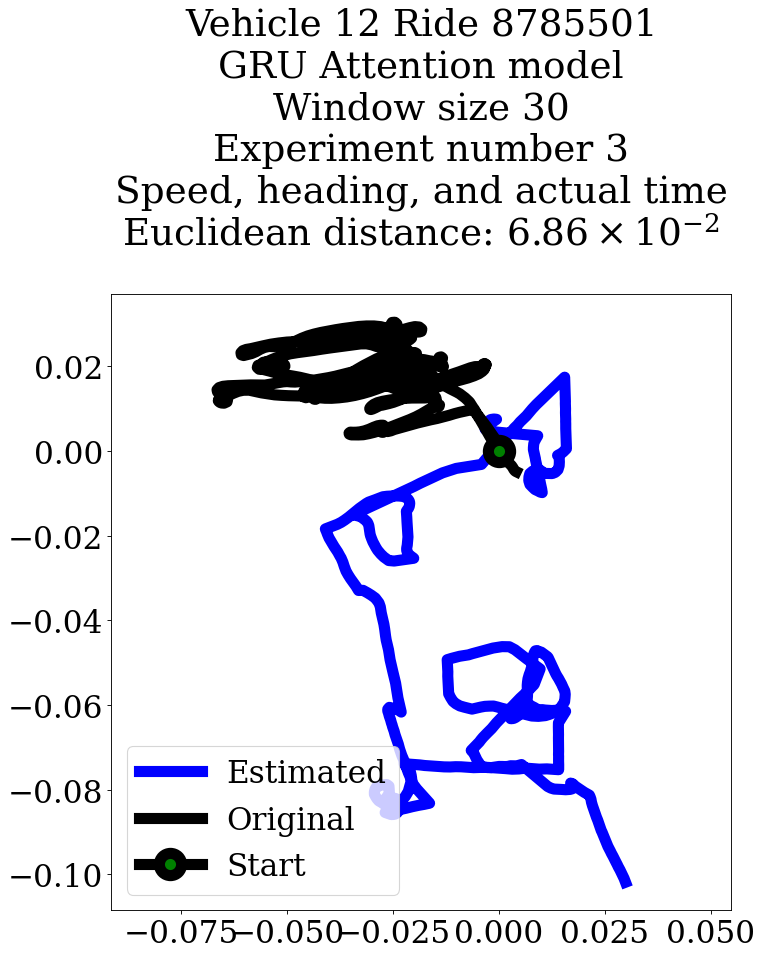 Vehicle 12 Ride 8785501
GRU Attention model
Window size 30
Experiment number 3
Speed, heading, and actual time
Euclidean distance: 6.86 × 10⁻²
0.02
0.00
−0.02
−0.04
−0.06
−0.08
−0.10
Estimated
Original
Start
−0.075 −0.050 −0.025 0.000 0.025 0.050